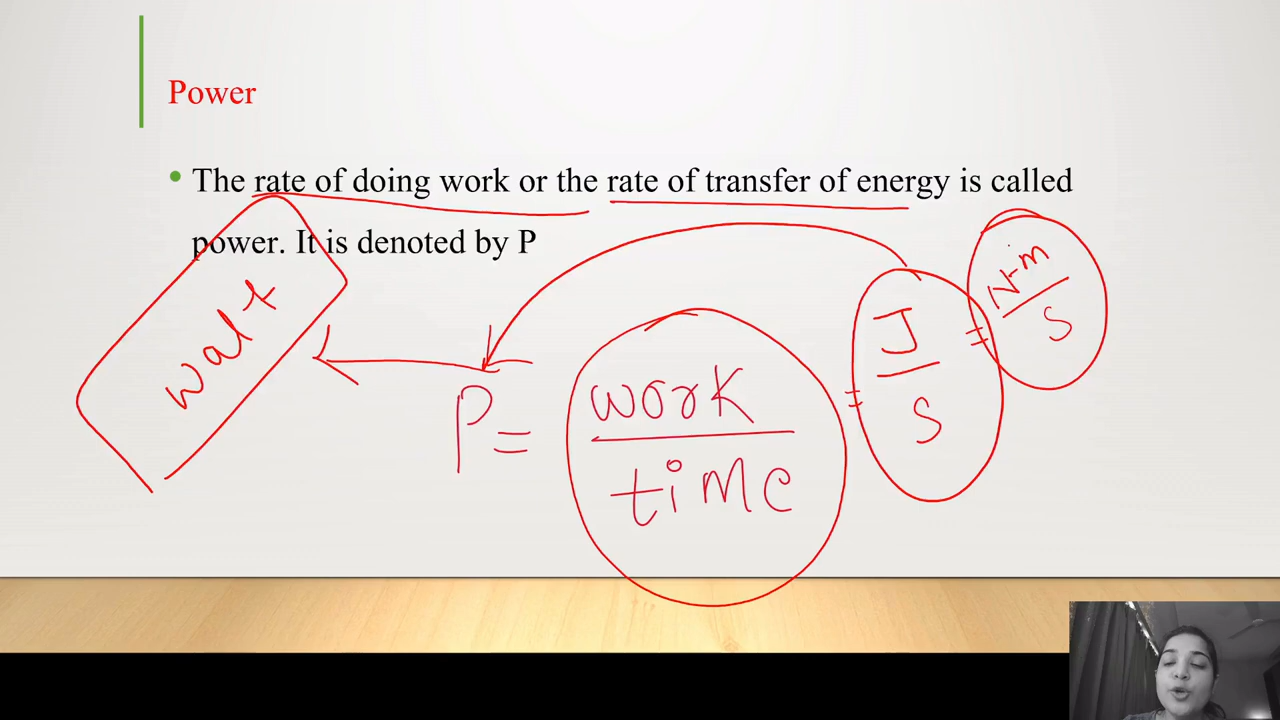 Power
• The rate of doing work or the rate of transfer of energy is called
power. It is denoted by P
watt
P = work / time = J / S = N-m / S